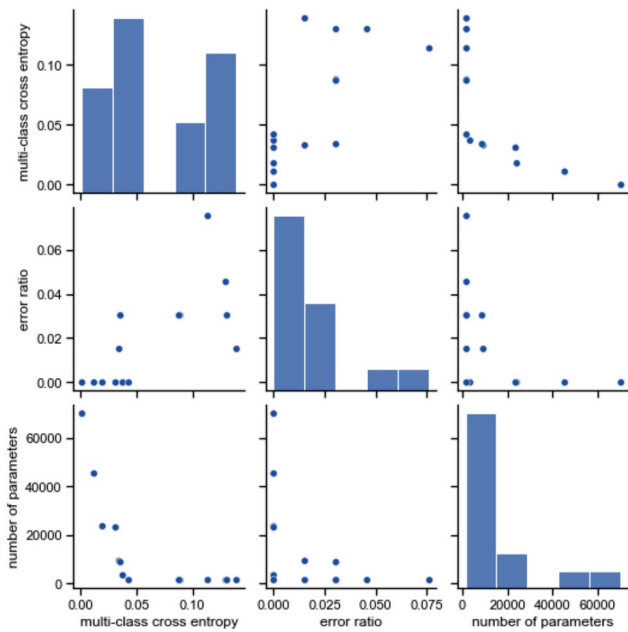 multi-class cross entropy
0.10
0.05
0.00
error ratio
0.06
0.04
0.02
0.00
number of parameters
60000
40000
20000
0
0.00 0.05 0.10
multi-class cross entropy
0.000 0.025 0.050 0.075
error ratio
0 20000 40000 60000
number of parameters